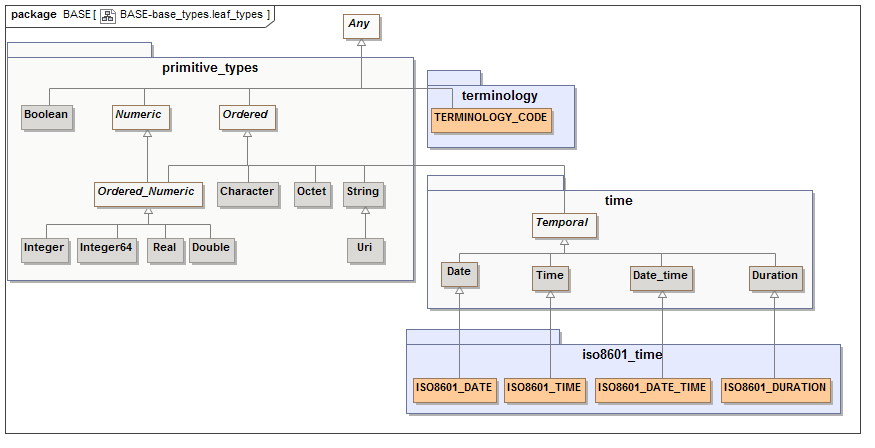 package BASE [ BASE-base_types.leaf_types ]
Any
primitive_types
Boolean
Numeric
Ordered
terminology
TERMINOLOGY_CODE
Ordered_Numeric
Character
Octet
String
time
Temporal
Integer
Integer64
Real
Double
Uri
Date
Time
Date_time
Duration
iso8601_time
ISO8601_DATE
ISO8601_TIME
ISO8601_DATE_TIME
ISO8601_DURATION